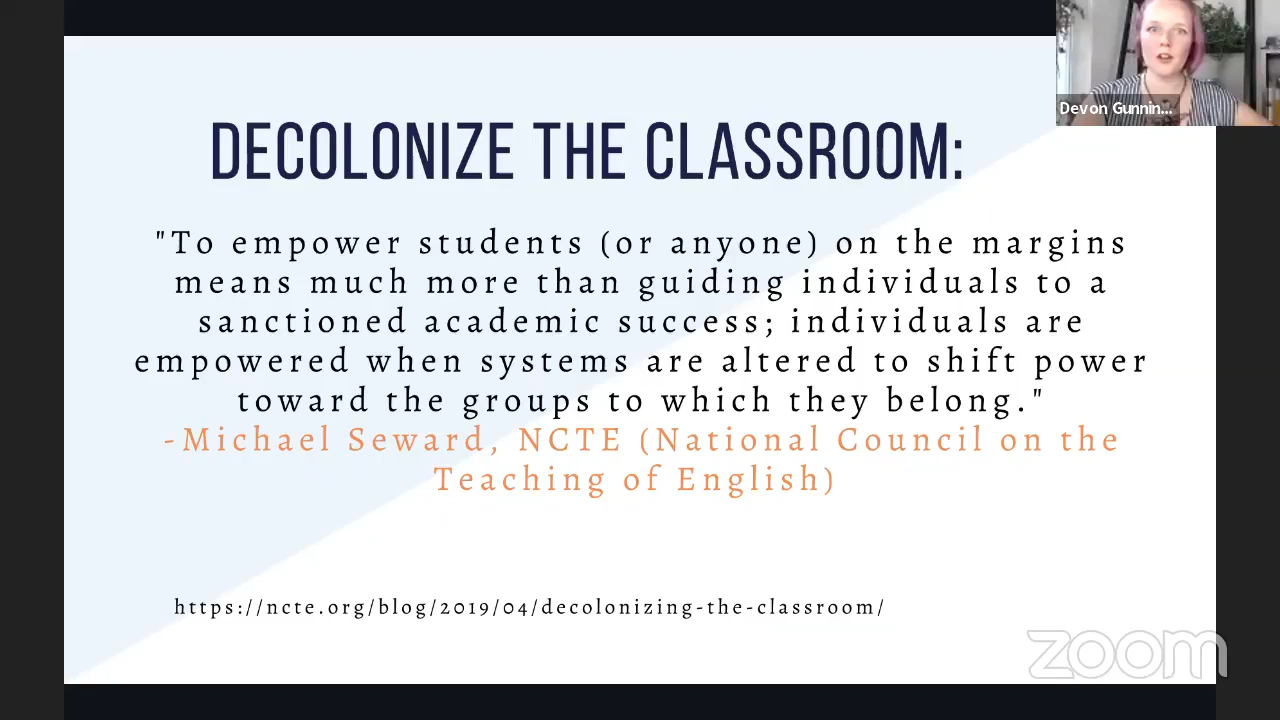 Devon Gunnin...
DECOLONIZE THE CLASSROOM:
"To empower students (or anyone) on the margins
means much more than guiding individuals to a
sanctioned academic success; individuals are
empowered when systems are altered to shift power
toward the groups to which they belong."
-Michael Seward, NCTE (National Council on the
Teaching of English)
https://ncte.org/blog/2019/04/decolonizing-the-classroom/
zoom